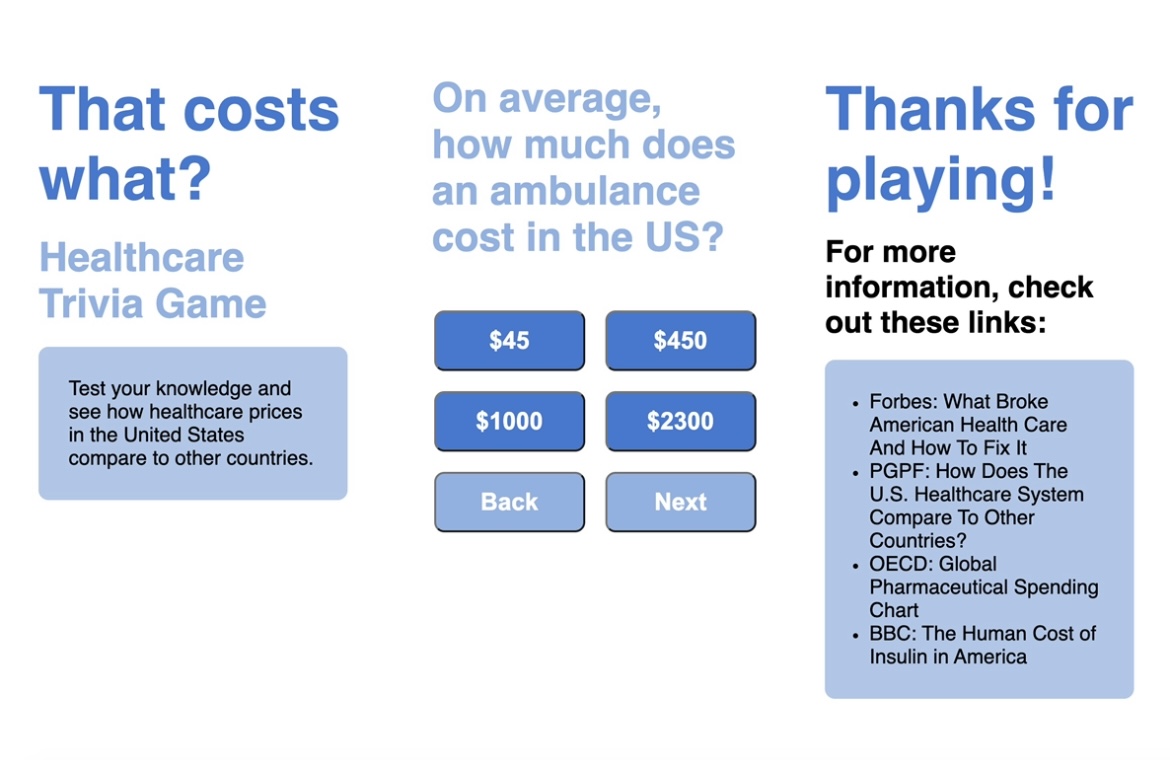 That costs
what?
Healthcare
Trivia Game
Test your knowledge and
see how healthcare prices
in the United States
compare to other countries.
On average,
how much does
an ambulance
cost in the US?
$45
$450
$1000
$2300
Back
Next
Thanks for
playing!
For more
information, check
out these links:
• Forbes: What Broke
American Health Care
And How To Fix It
• PGPF: How Does The
U.S. Healthcare System
Compare To Other
Countries?
• OECD: Global
Pharmaceutical Spending
Chart
• BBC: The Human Cost of
Insulin in America